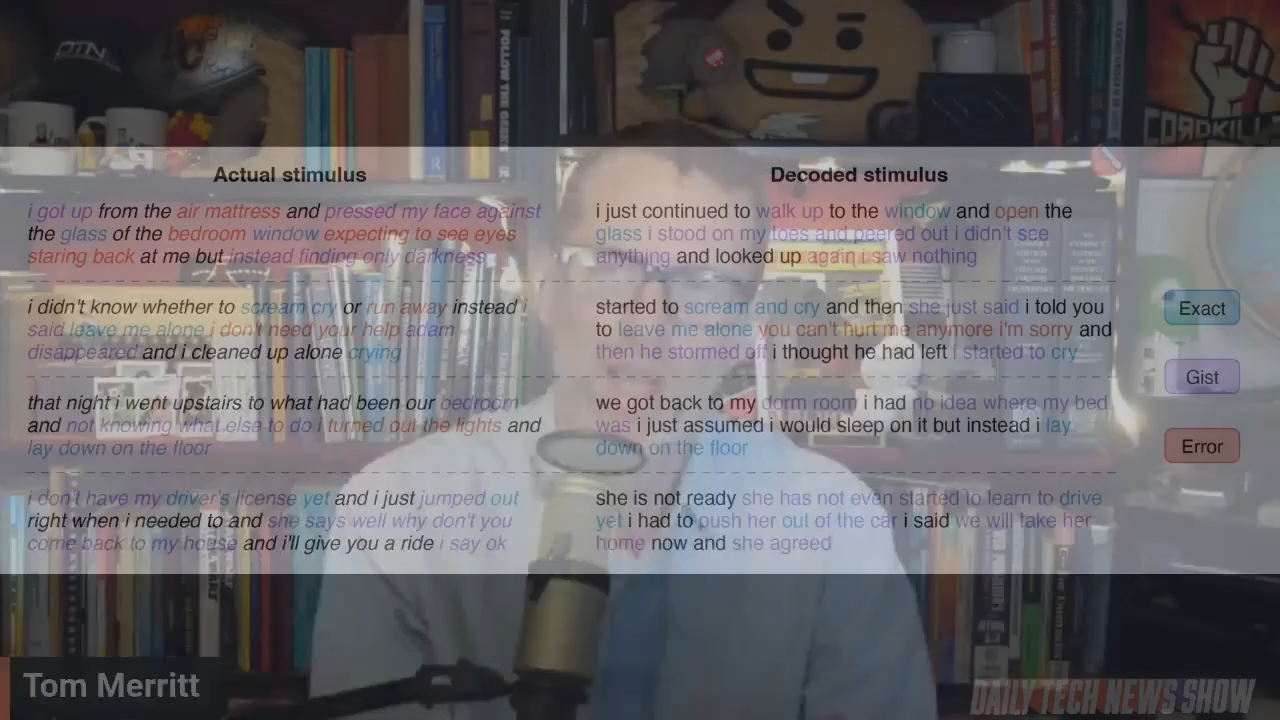 FOLLOW THE GEEKS
CORDKILL
Actual stimulus
Decoded stimulus
i got up from the air mattress and pressed my face against
the glass of the bedroom window expecting to see eyes
staring back at me but instead finding only darkness
i just continued to walk up to the window and open the
glass i stood on my toes and peered out i didn't see
anything and looked up again i saw nothing
i didn't know whether to scream cry or run away instead i
said leave me alone i don't need your help adam
disappeared and i cleaned up alone crying
started to scream and cry and then she just said i told you
to leave me alone you can't hurt me anymore i'm sorry and
then he stormed off i thought he had left i started to cry
that night i went upstairs to what had been our bedroom
and not knowing what else to do i turned out the lights and
lay down on the floor
we got back to my dorm room i had no idea where my bed
was i just assumed i would sleep on it but instead i lay
down on the floor
i don't have my driver's license yet and i just jumped out
right when i needed to and she says well why don't you
come back to my house and i'll give you a ride i say ok
she is not ready she has not even started to learn to drive
yet i had to push her out of the car i said we will take her
home now and she agreed
Exact
Gist
Error
Tom Merritt
DAILY TECH NEWS SHOW